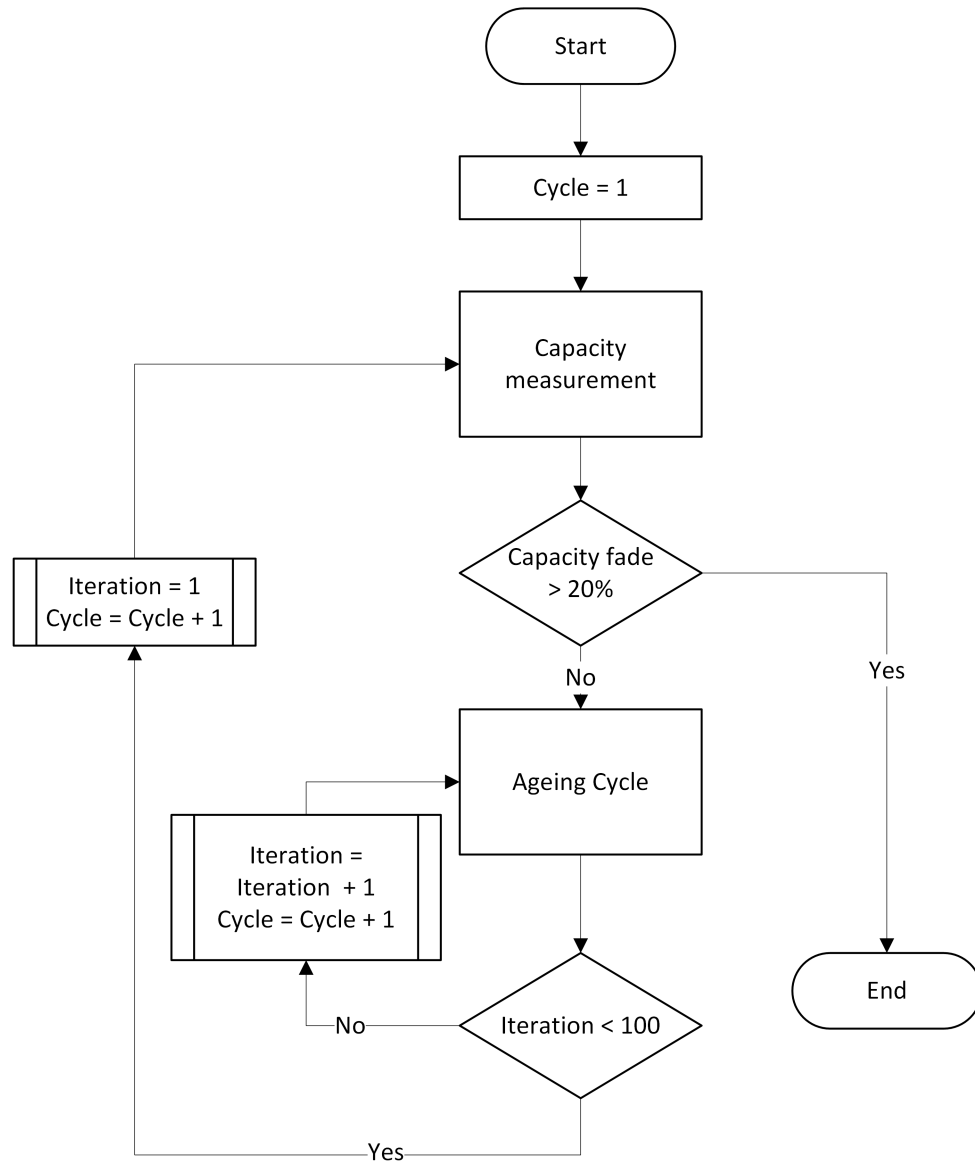 Start
Cycle = 1
Capacity
measurement
Capacity fade
> 20%
Iteration = 1
Cycle = Cycle + 1
No
Yes
Ageing Cycle
Iteration =
Iteration + 1
Cycle = Cycle + 1
End
Iteration < 100
No
Yes